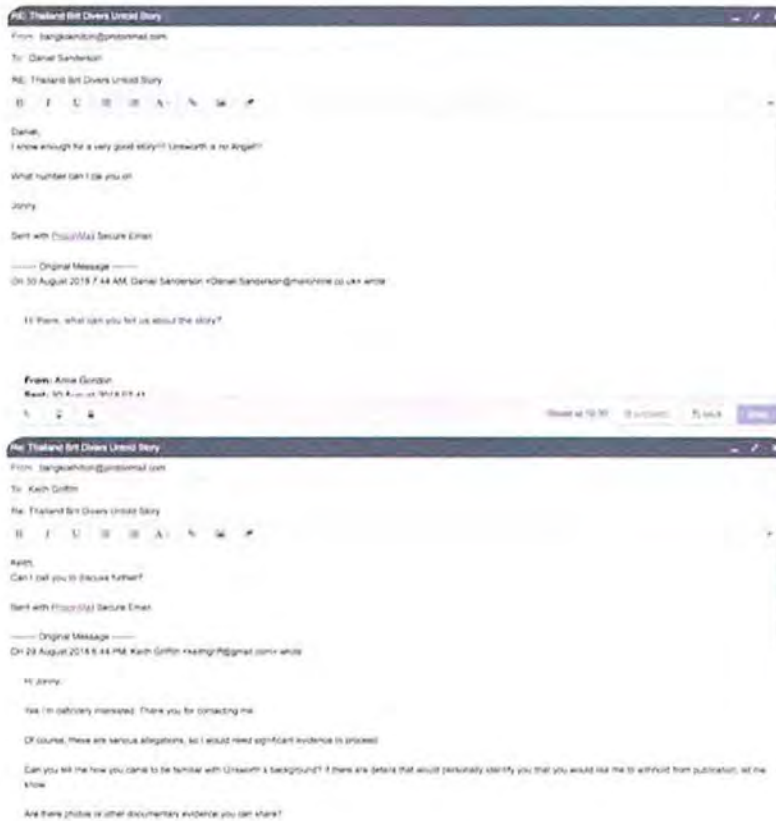 RE: Thailand Brit Divers Untold Story
From: @protonmail.com
To: Daniel Sanderson
RE: Thailand Brit Divers Untold Story
B I U
Daniel,
I know enough for a very good story!!! Unsworth is no Angel!!
What number can I on
Jonny
Sent with ProtonMail Secure Email
------- Original Message -------
On 30 August 2018 7:44 AM, Daniel Sanderson <Daniel.Sanderson@mailonline.co.uk> wrote
Hi there, what can you tell us about the story?
From: Gordon
Sent: 30 August 2018
Saved at
Re: Thailand Brit Divers Untold Story
From: @protonmail.com
To: Keith Griffin
Re: Thailand Brit Divers Untold Story
B I U
Keith,
Can I call you to discuss further?
Sent with ProtonMail Secure Email
------- Original Message -------
On 29 August 2018 6:44 PM, Keith Griffin wrote
Hi Jonny,
Yes I'm definitely interested. Thank you for contacting me.
Of course, these are serious allegations, so I would need significant evidence to proceed.
Can you tell me how you came to be familiar with Unsworth's background? If there are details that would personally identify you that you would like me to withhold from publication, let me
know.
Are there photos or other documentary evidence you can share?